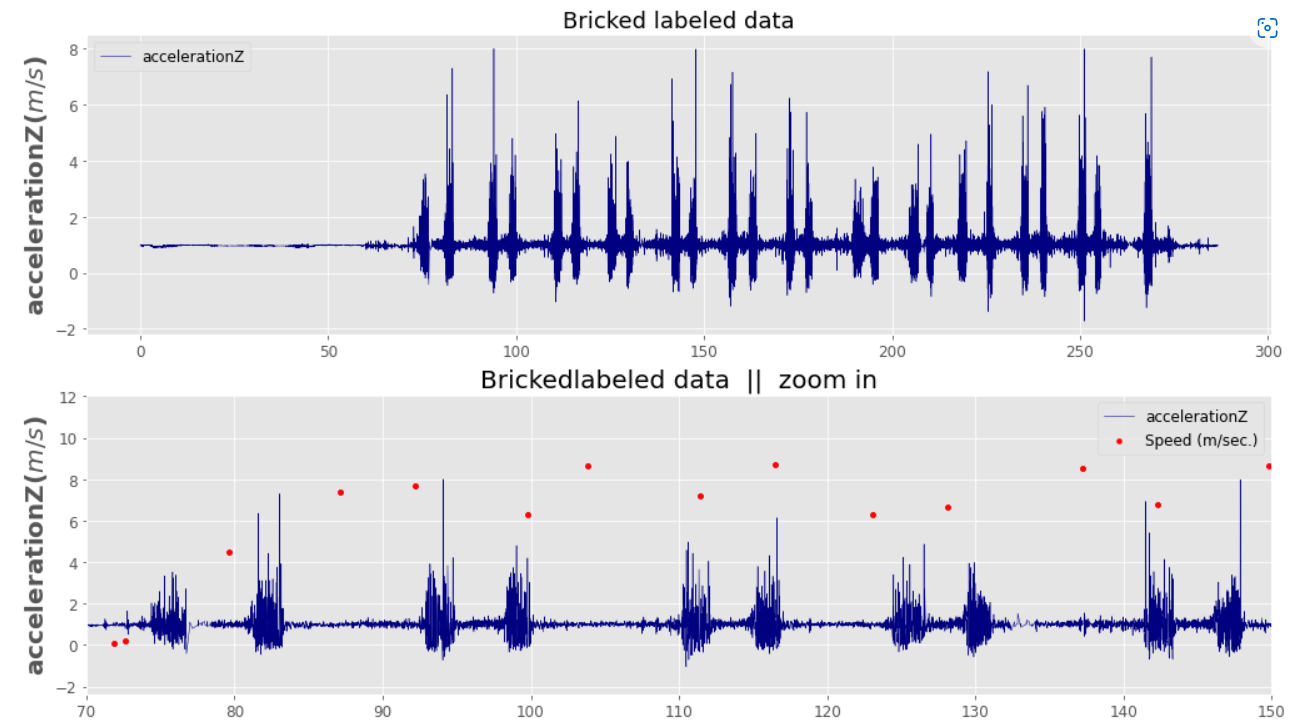 Bricked labeled data
accelerationZ(m/s)
accelerationZ
8
6
4
2
0
−2
0 50 100 150 200 250 300
Brickedlabeled data || zoom in
accelerationZ(m/s)
accelerationZ
Speed (m/sec.)
12
10
8
6
4
2
0
−2
70 80 90 100 110 120 130 140 150